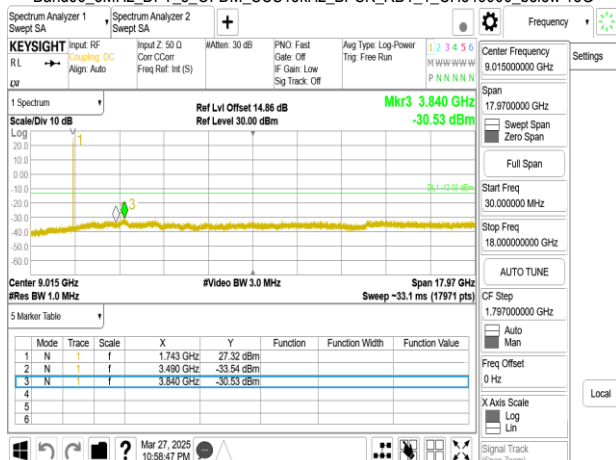 Spectrum Analyzer 1
Swept SA
Spectrum Analyzer 2
Swept SA
+
Frequency
Settings
KEYSIGHT
RL
LXI
Input: RF
Coupling: DC
Align: Auto
Input Z: 50 Ω
Corr CCorr
Freq Ref: Int (S)
#Atten: 30 dB
PNO: Fast
Gate: Off
IF Gain: Low
Sig Track: Off
Avg Type: Log-Power
Trig: Free Run
1 2 3 4 5 6
M W W W W W
P N N N N N
1 Spectrum
Scale/Div 10 dB
Log
Ref Lvl Offset 14.86 dB
Ref Level 30.00 dBm
Mkr3 3.840 GHz
-30.53 dBm
20.0
10.0
0.00
-10.0
-20.0
-30.0
-40.0
-50.0
-60.0
1
3
DL1 -13.00 dBm
Center 9.015 GHz
#Res BW 1.0 MHz
#Video BW 3.0 MHz
Span 17.97 GHz
Sweep ~33.1 ms (17971 pts)
5 Marker Table
Mode Trace Scale X Y Function Function Width Function Value
1 N 1 f 1.743 GHz 27.32 dBm
2 N 1 f 3.490 GHz -33.54 dBm
3 N 1 f 3.840 GHz -30.53 dBm
4
5
6
Mar 27, 2025
10:58:47 PM
?
Center Frequency
9.015000000 GHz
Span
17.9700000 GHz
Swept Span
Zero Span
Full Span
Start Freq
30.000000 MHz
Stop Freq
18.000000000 GHz
AUTO TUNE
CF Step
1.797000000 GHz
Auto
Man
Freq Offset
0 Hz
X Axis Scale
Log
Lin
Signal Track
Local